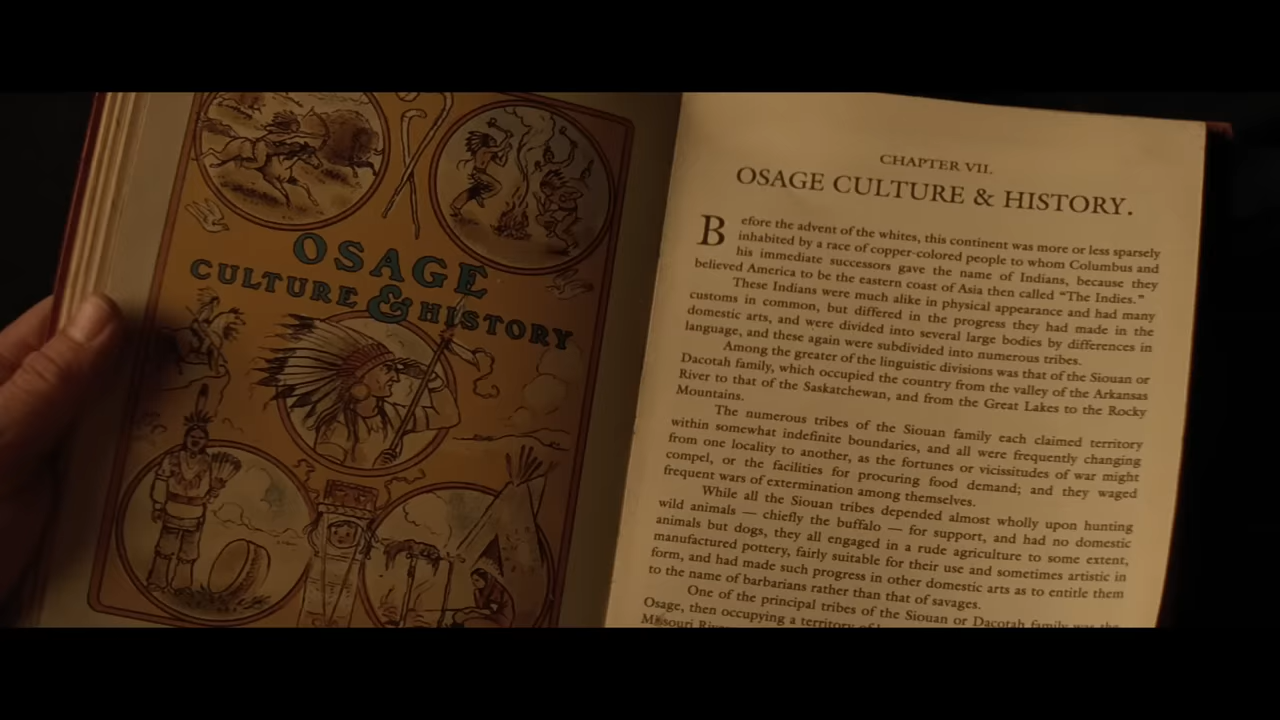 OSAGE
CULTURE & HISTORY
CHAPTER VII.
OSAGE CULTURE & HISTORY.
Before the advent of the whites, this continent was more or less sparsely
inhabited by a race of copper-colored people to whom Columbus and
his immediate successors gave the name of Indians, because they
believed America to be the eastern coast of Asia then called “The Indies.”
These Indians were much alike in physical appearance and had many
customs in common, but differed in the progress they had made in the
domestic arts, and were divided into several large bodies by differences in
language, and these again were subdivided into numerous tribes.
Among the greater of the linguistic divisions was that of the Siouan or
Dacotah family, which occupied the country from the valley of the Arkansas
River to that of the Saskatchewan, and from the Great Lakes to the Rocky
Mountains.
The numerous tribes of the Siouan family each claimed territory
within somewhat indefinite boundaries, and all were frequently changing
from one locality to another, as the fortunes or vicissitudes of war might
compel, or the facilities for procuring food demand; and they waged
frequent wars of extermination among themselves.
While all the Siouan tribes depended almost wholly upon hunting
wild animals — chiefly the buffalo — for support, and had no domestic
animals but dogs, they all engaged in a rude agriculture to some extent,
manufactured pottery, fairly suitable for their use and sometimes artistic in
form, and had made such progress in other domestic arts as to entitle them
to the name of barbarians rather than that of savages.
One of the principal tribes of the Siouan or Dacotah family was the
Osage, then occupying a territory of
Missouri River